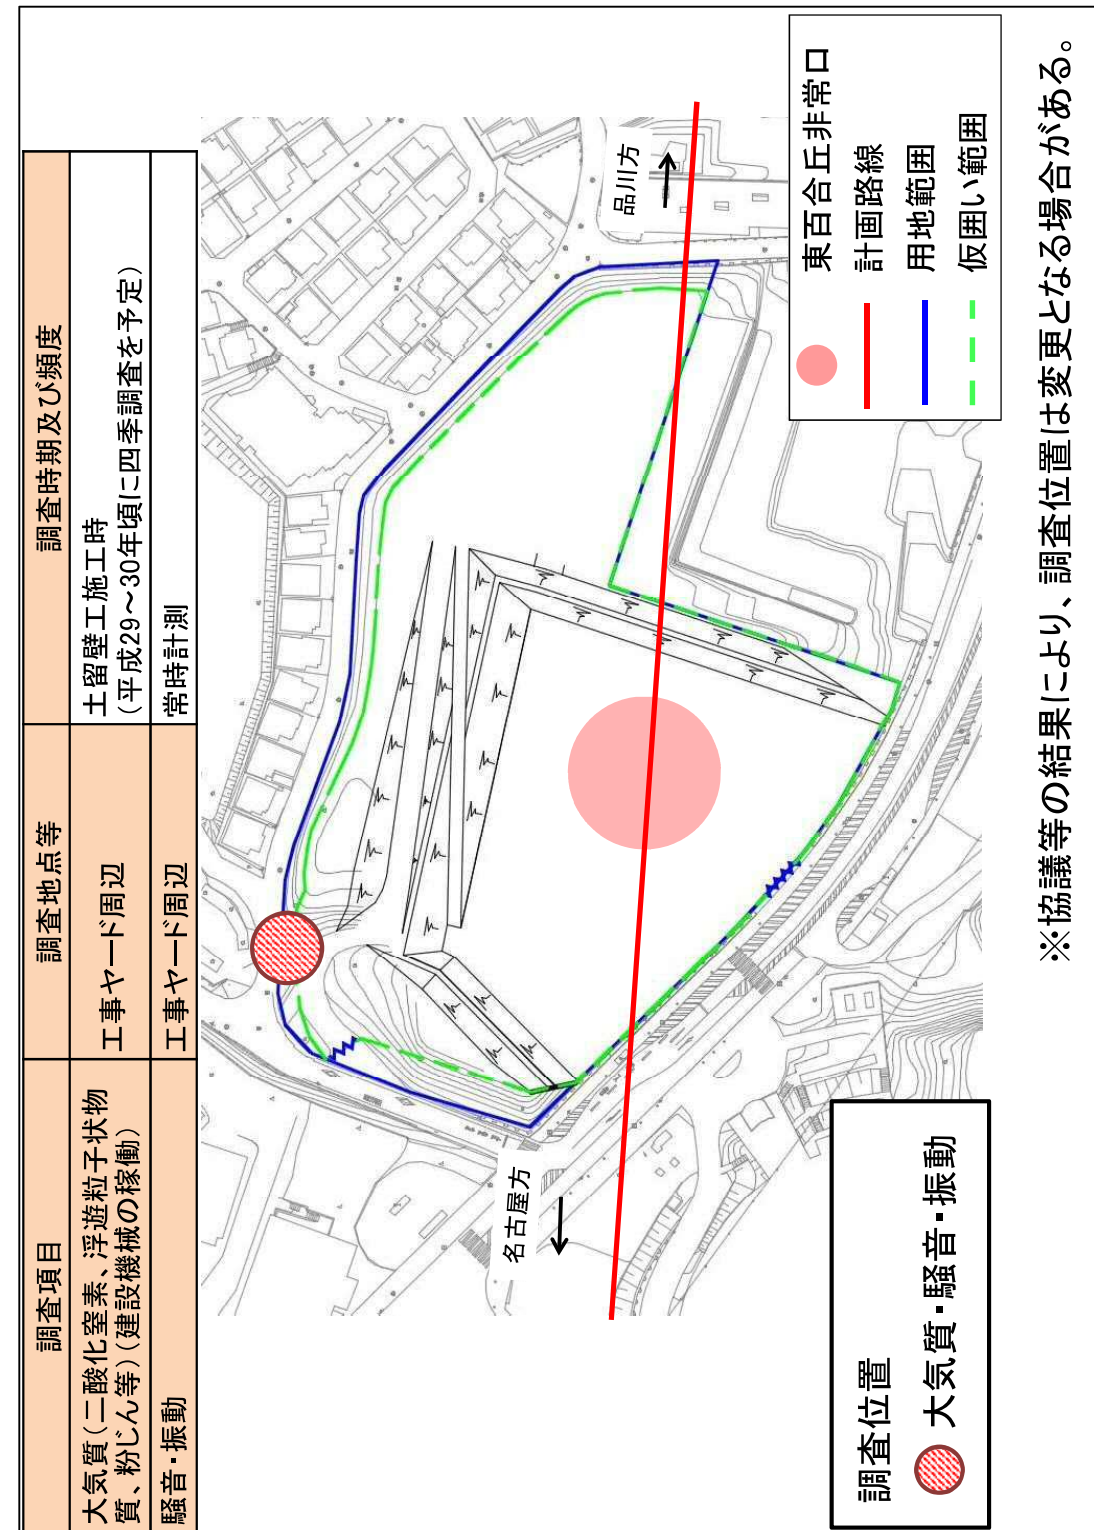 調査項目
調査地点等
調査時期及び頻度
大気質（二酸化窒素、浮遊粒子状物
質、粉じん等）（建設機械の稼働）
工事ヤード周辺
土留壁工施工時
（平成29～30年頃に四季調査を予定）
騒音・振動
工事ヤード周辺
常時計測
名古屋方
品川方
東百合丘非常口
計画路線
用地範囲
仮囲い範囲
調査位置
大気質・騒音・振動
※協議等の結果により、調査位置は変更となる場合がある。